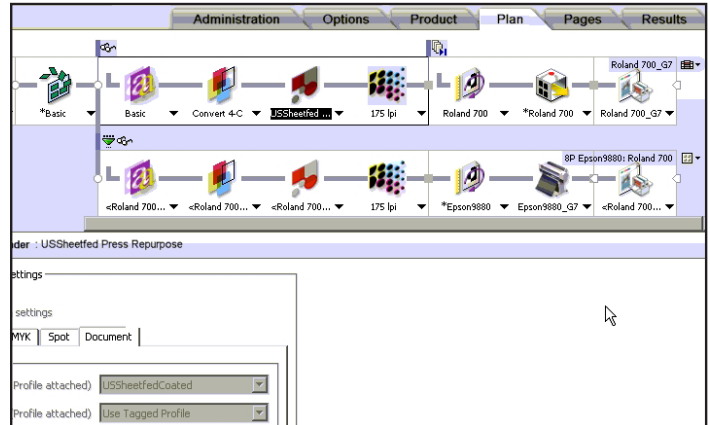 Administration Options Product Plan Pages Results
Roland 700_G7
*Basic Basic Convert 4-C USSheetfed ... 175 lpi Roland 700 *Roland 700 Roland 700_G7
8P Epson9880: Roland 700
<Roland 700... <Roland 700... <Roland 700... 175 lpi *Epson9880 Epson9880_G7 <Roland 700...
nder : USSheetfed Press Repurpose
ettings
settings
MYK Spot Document
Profile attached) USSheetfedCoated
Profile attached) Use Tagged Profile